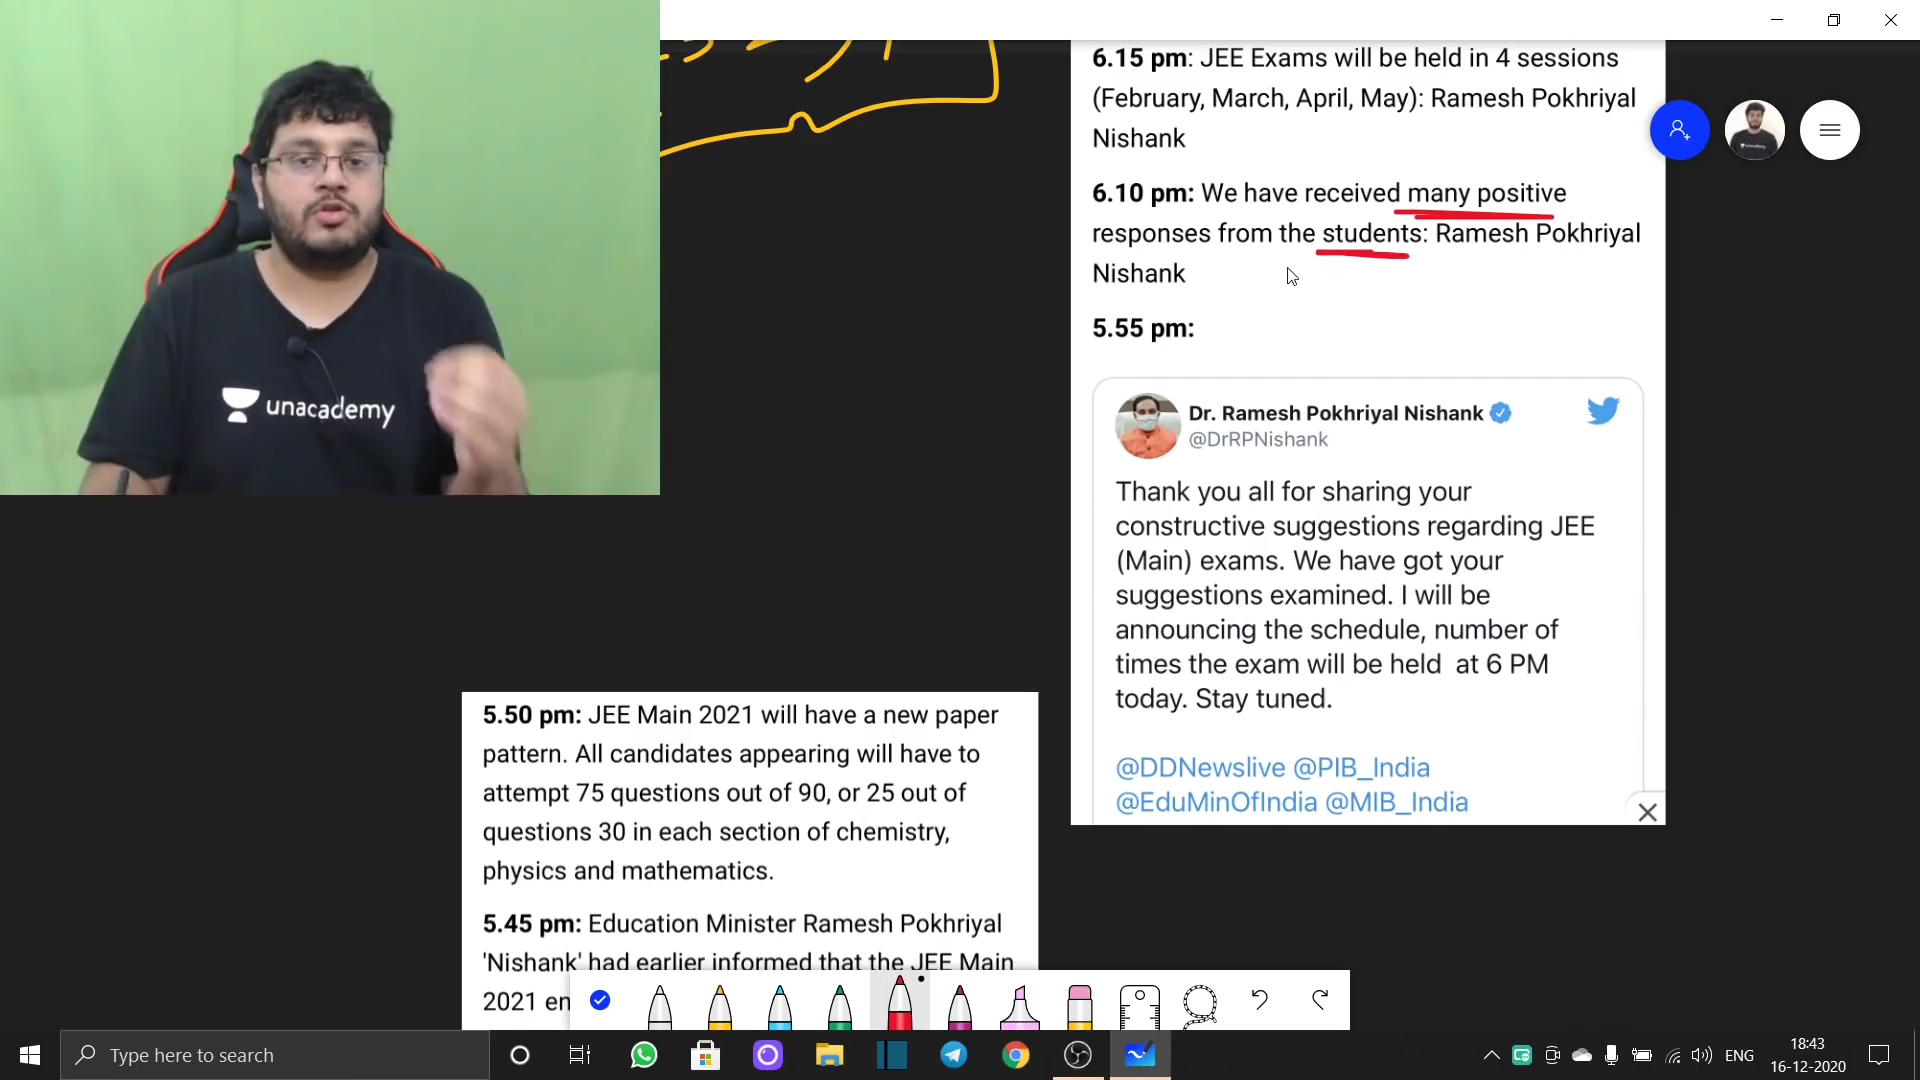 6.15 pm: JEE Exams will be held in 4 sessions
(February, March, April, May): Ramesh Pokhriyal
Nishank
6.10 pm: We have received many positive
responses from the students: Ramesh Pokhriyal
Nishank
5.55 pm:
Dr. Ramesh Pokhriyal Nishank
@DrRPNishank
Thank you all for sharing your
constructive suggestions regarding JEE
(Main) exams. We have got your
suggestions examined. I will be
announcing the schedule, number of
times the exam will be held at 6 PM
today. Stay tuned.
@DDNewslive @PIB_India
@EduMinOfIndia @MIB_India
unacademy
5.50 pm: JEE Main 2021 will have a new paper
pattern. All candidates appearing will have to
attempt 75 questions out of 90, or 25 out of
questions 30 in each section of chemistry,
physics and mathematics.
5.45 pm: Education Minister Ramesh Pokhriyal
'Nishank' had earlier informed that the JEE Main
2021 en
Type here to search
ENG
18:43
16-12-2020